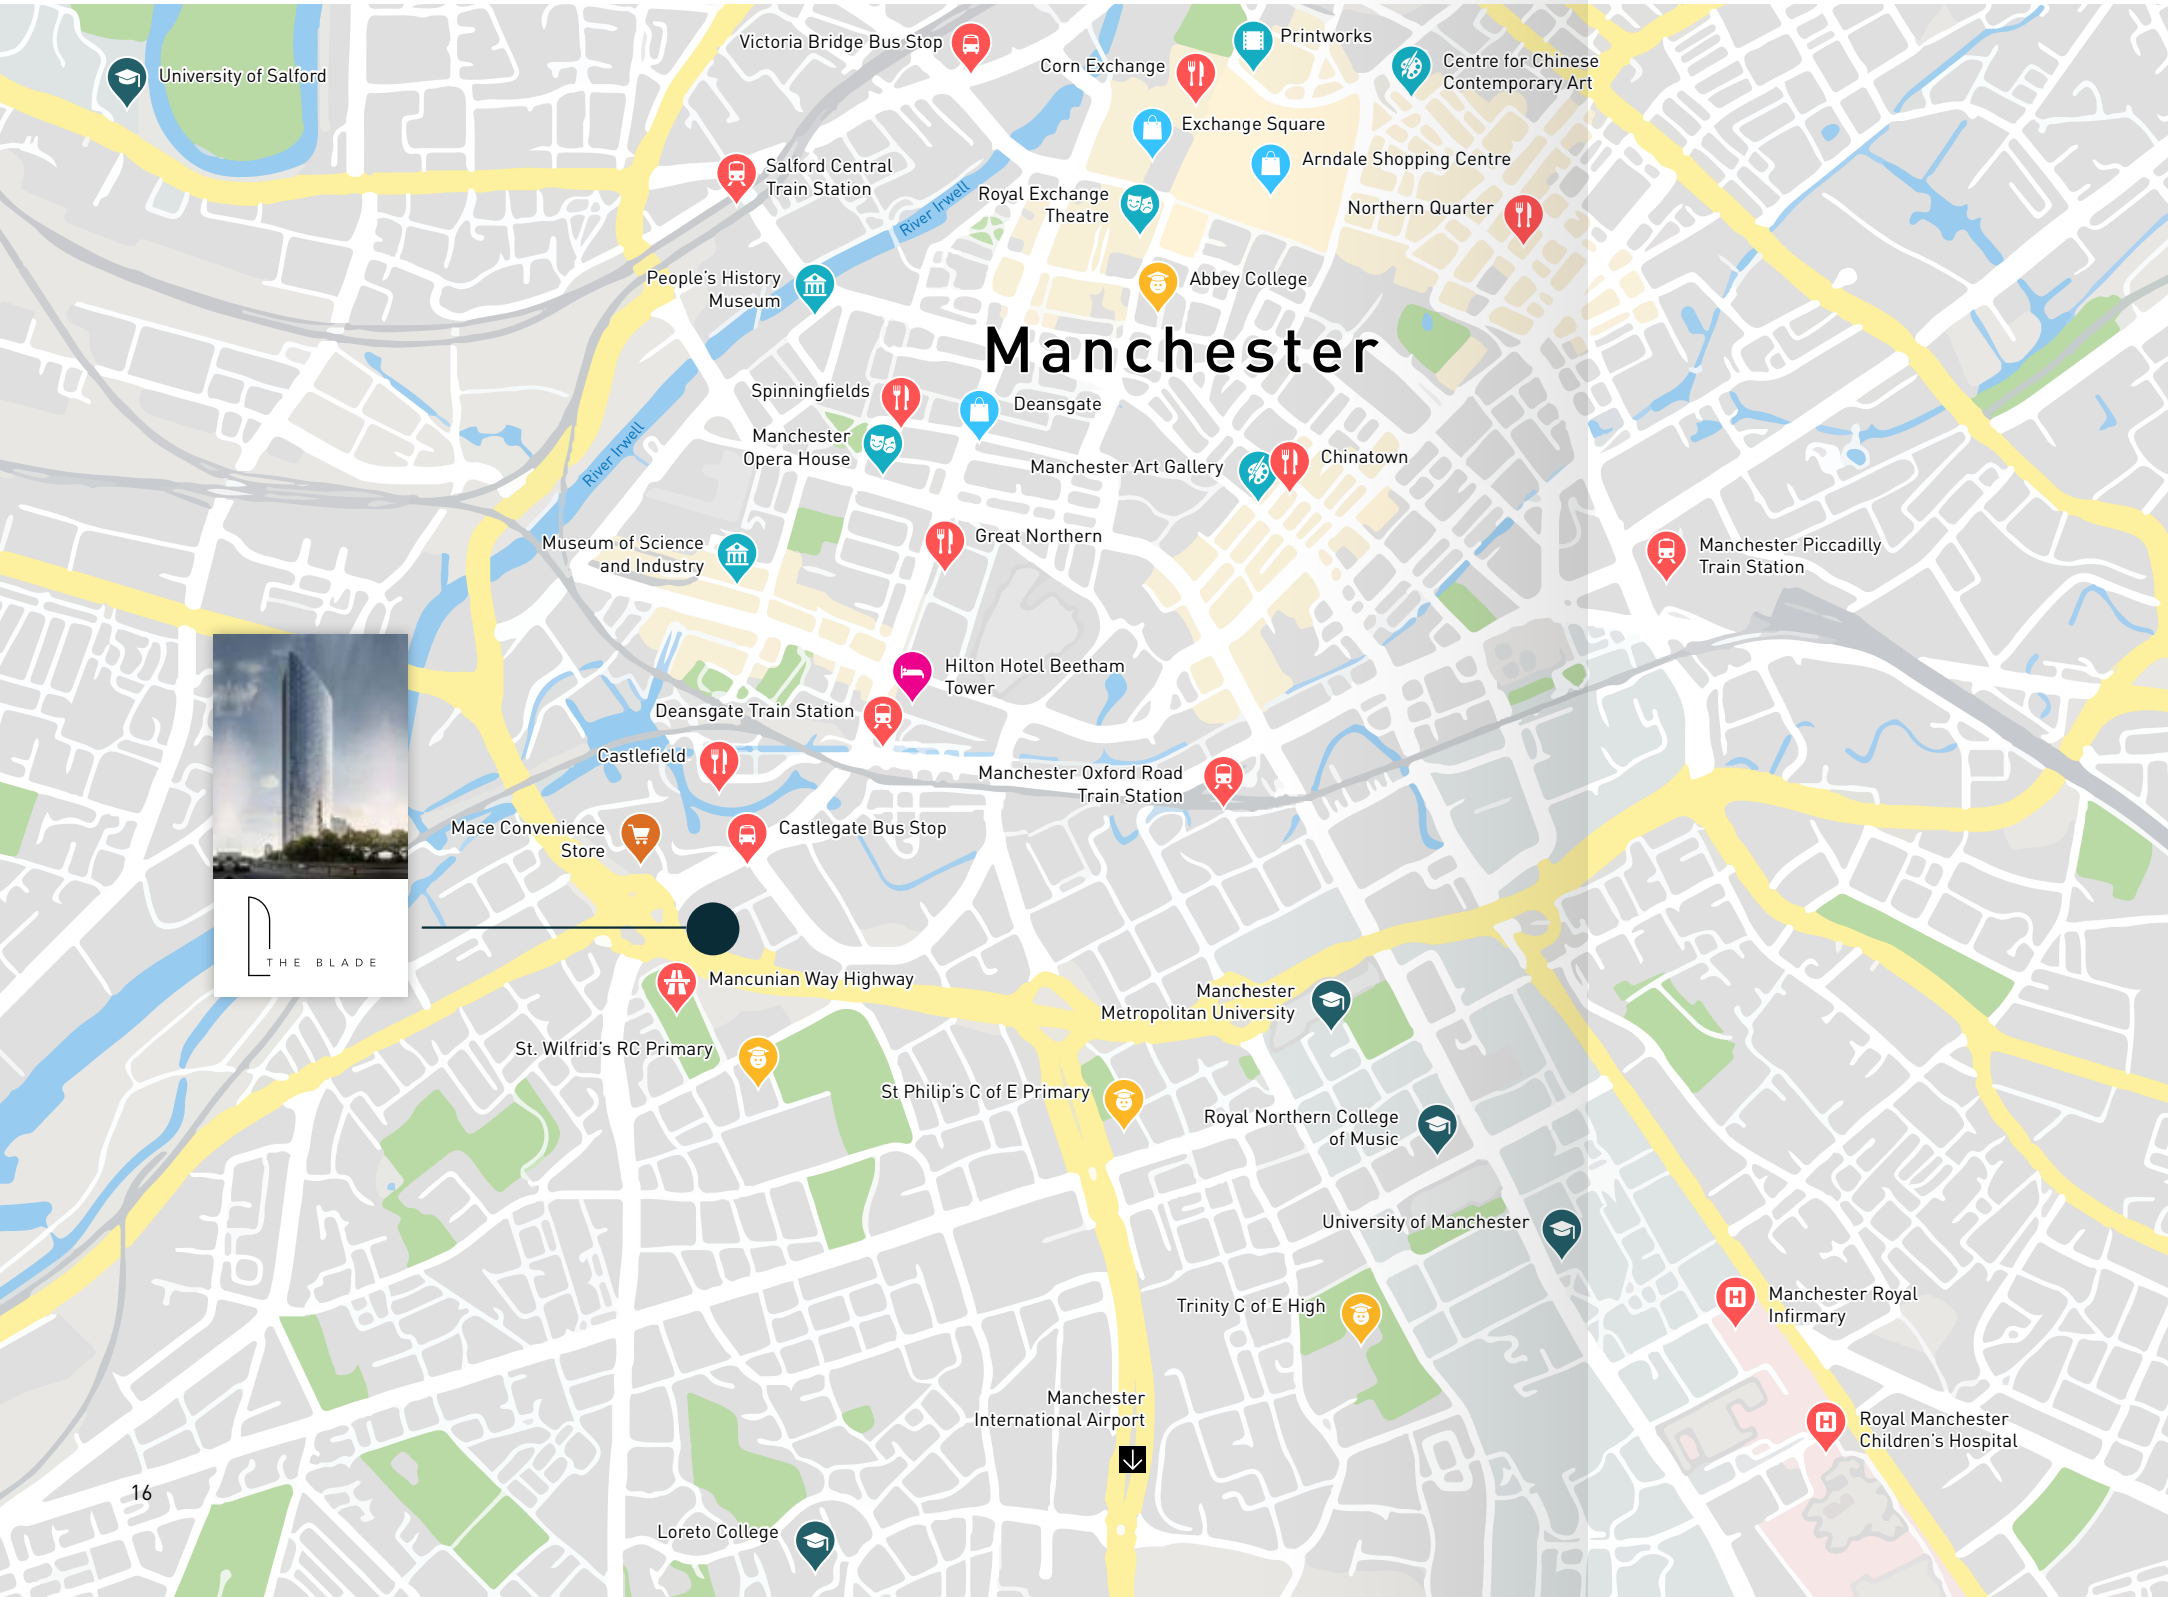 Victoria Bridge Bus Stop
Printworks
Corn Exchange
Centre for Chinese
Contemporary Art
University of Salford
Exchange Square
Salford Central
Train Station
Arndale Shopping Centre
Royal Exchange
Theatre
River Irwell
Northern Quarter
People's History
Museum
Abbey College
Manchester
Spinningfields
Deansgate
Manchester
Opera House
River Irwell
Manchester Art Gallery
Chinatown
Museum of Science
and Industry
Great Northern
Manchester Piccadilly
Train Station
Hilton Hotel Beetham
Tower
Deansgate Train Station
Castlefield
Manchester Oxford Road
Train Station
Mace Convenience
Store
Castlegate Bus Stop
THE BLADE
Mancunian Way Highway
Manchester
Metropolitan University
St. Wilfrid's RC Primary
St Philip's C of E Primary
Royal Northern College
of Music
University of Manchester
Trinity C of E High
Manchester Royal
Infirmary
Manchester
International Airport
Royal Manchester
Children's Hospital
16
Loreto College
H
H